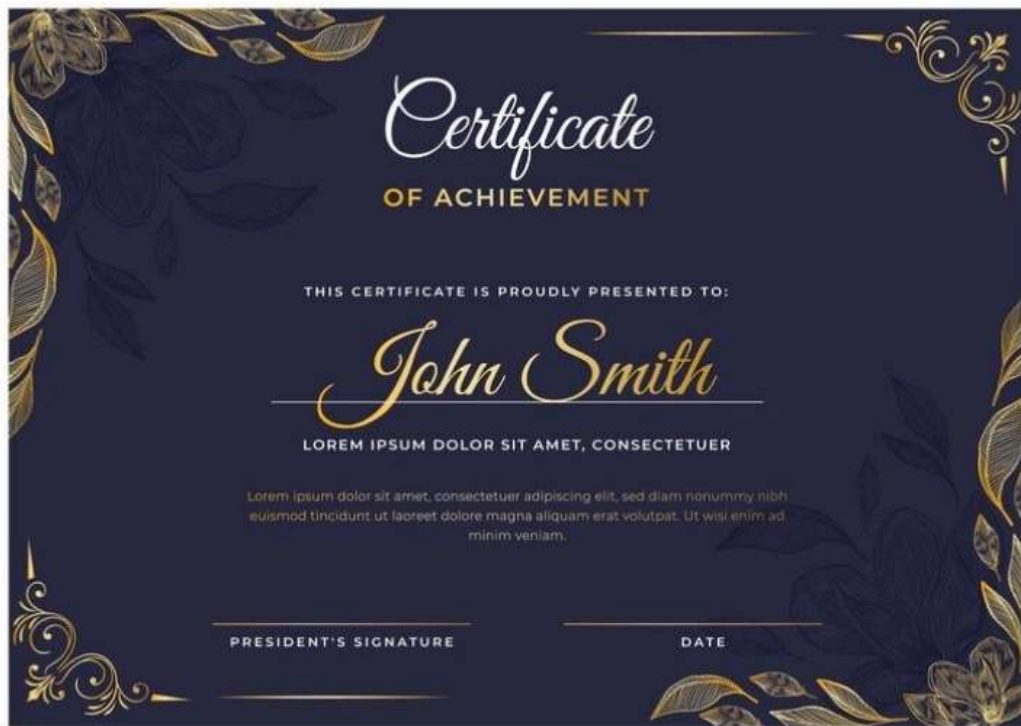 Certificate
OF ACHIEVEMENT
THIS CERTIFICATE IS PROUDLY PRESENTED TO:
John Smith
LOREM IPSUM DOLOR SIT AMET, CONSECTETUER
Lorem ipsum dolor sit amet, consectetuer adipiscing elit, sed diam nonummy nibh
euismod tincidunt ut laoreet dolore magna aliquam erat volutpat. Ut wisi enim ad
minim veniam.
PRESIDENT'S SIGNATURE
DATE